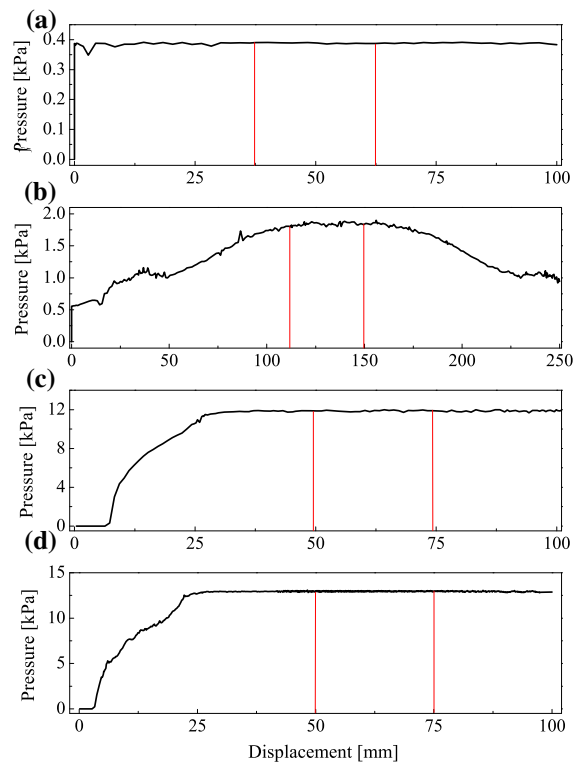 (a)
Pressure [kPa]
0.4
0.3
0.2
0.1
0.0
0 25 50 75 100
(b)
Pressure [kPa]
2.0
1.5
1.0
0.5
0.0
0 50 100 150 200 250
(c)
Pressure [kPa]
12
8
4
0
0 25 50 75 100
(d)
Pressure [kPa]
15
10
5
0
0 25 50 75 100
Displacement [mm]